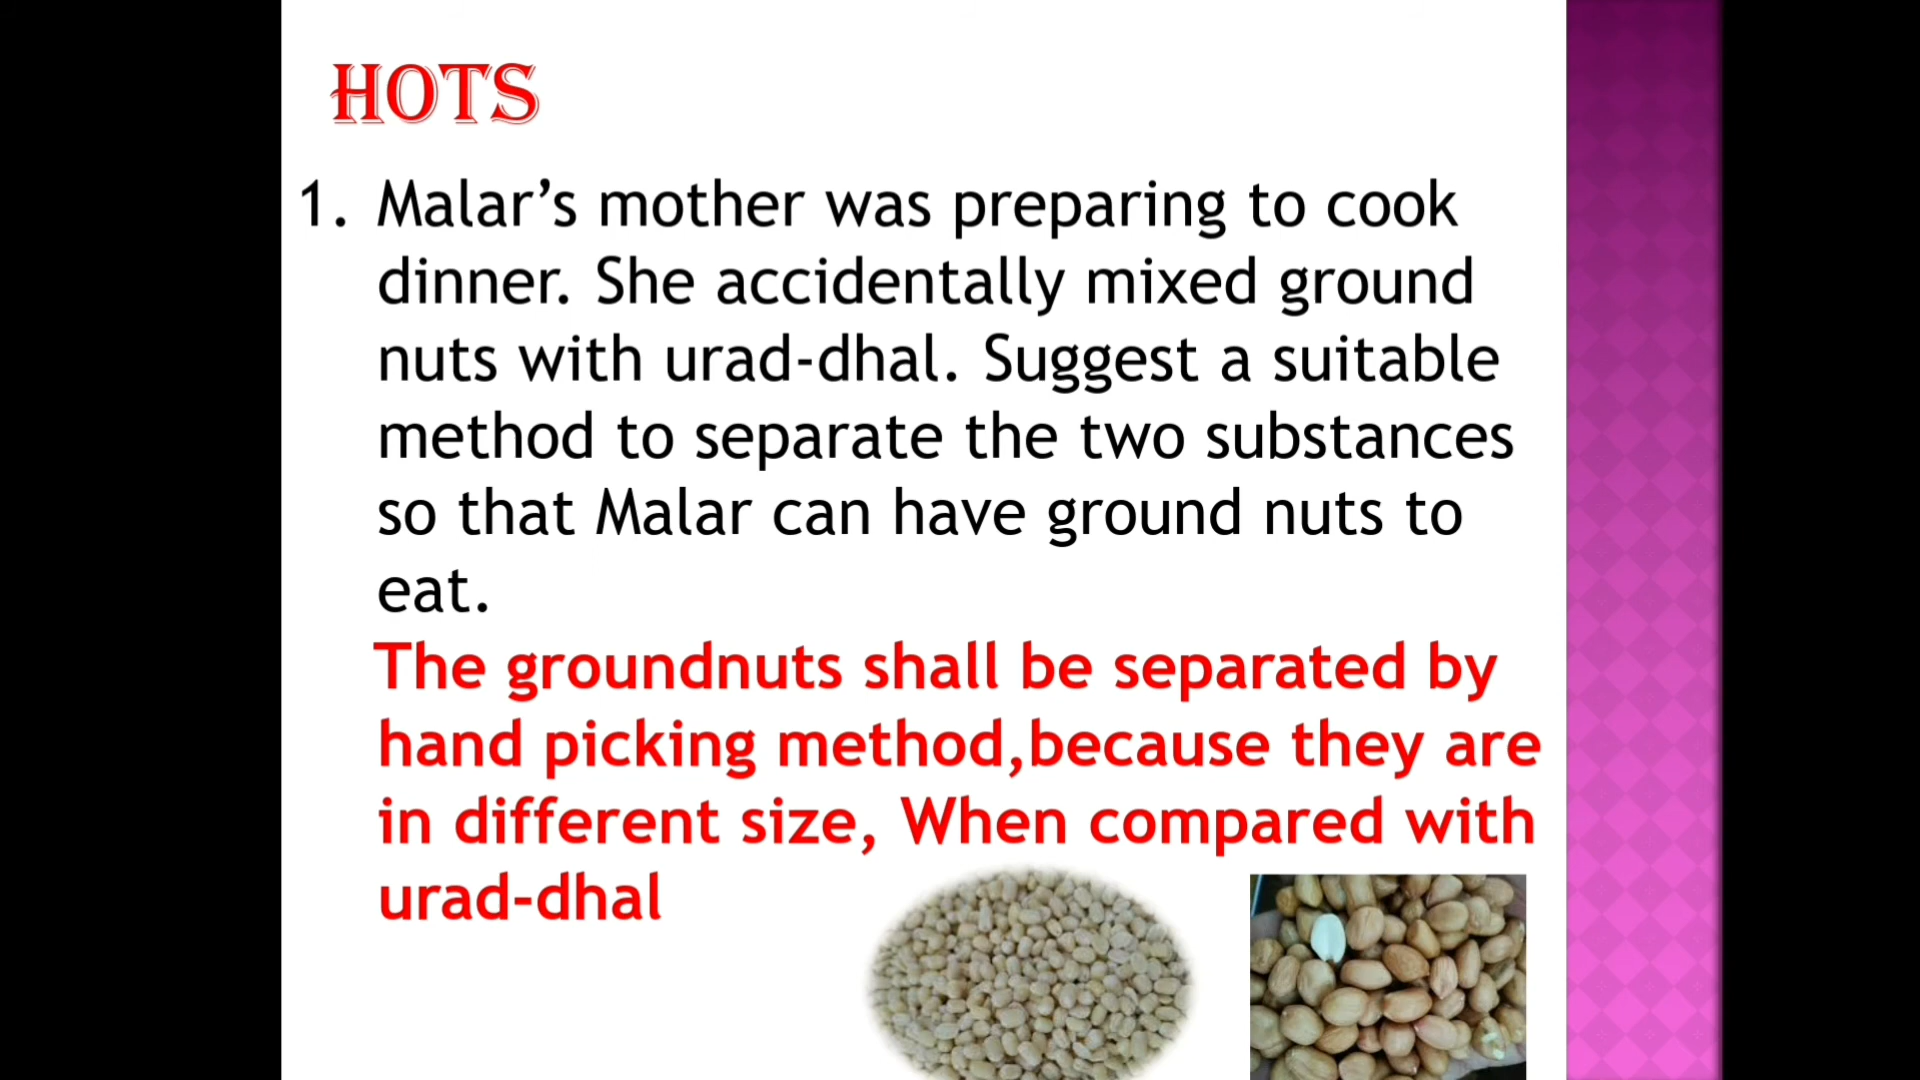 HOTS
1. Malar’s mother was preparing to cook
dinner. She accidentally mixed ground
nuts with urad-dhal. Suggest a suitable
method to separate the two substances
so that Malar can have ground nuts to
eat.
The groundnuts shall be separated by
hand picking method,because they are
in different size, When compared with
urad-dhal